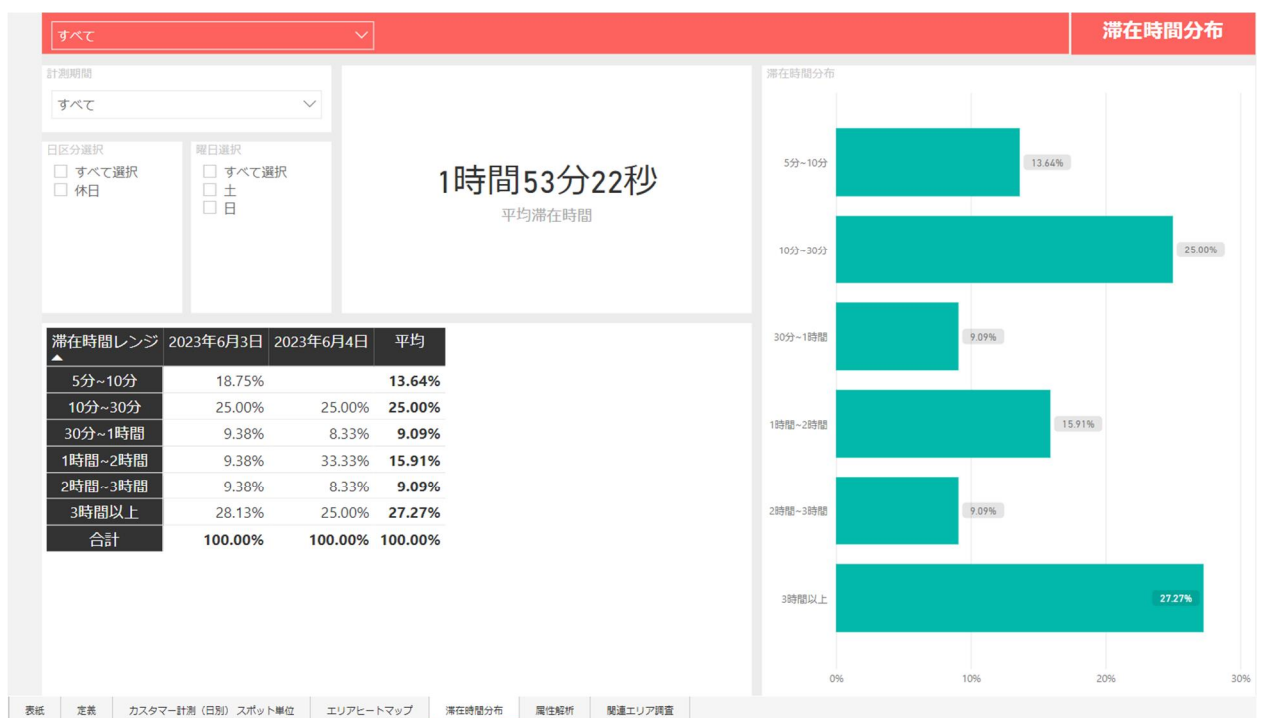 すべて
滞在時間分布
計測期間
すべて
日区分選択
すべて選択
休日
曜日選択
すべて選択
土
日
1時間53分22秒
平均滞在時間
滞在時間レンジ 2023年6月3日 2023年6月4日 平均
5分~10分 18.75% 13.64%
10分~30分 25.00% 25.00% 25.00%
30分~1時間 9.38% 8.33% 9.09%
1時間~2時間 9.38% 33.33% 15.91%
2時間~3時間 9.38% 8.33% 9.09%
3時間以上 28.13% 25.00% 27.27%
合計 100.00% 100.00% 100.00%
滞在時間分布
5分~10分 13.64%
10分~30分 25.00%
30分~1時間 9.09%
1時間~2時間 15.91%
2時間~3時間 9.09%
3時間以上 27.27%
0% 10% 20% 30%
表紙 定義 カスタマー計測（日別）スポット単位 エリアヒートマップ 滞在時間分布 属性解析 関連エリア調査